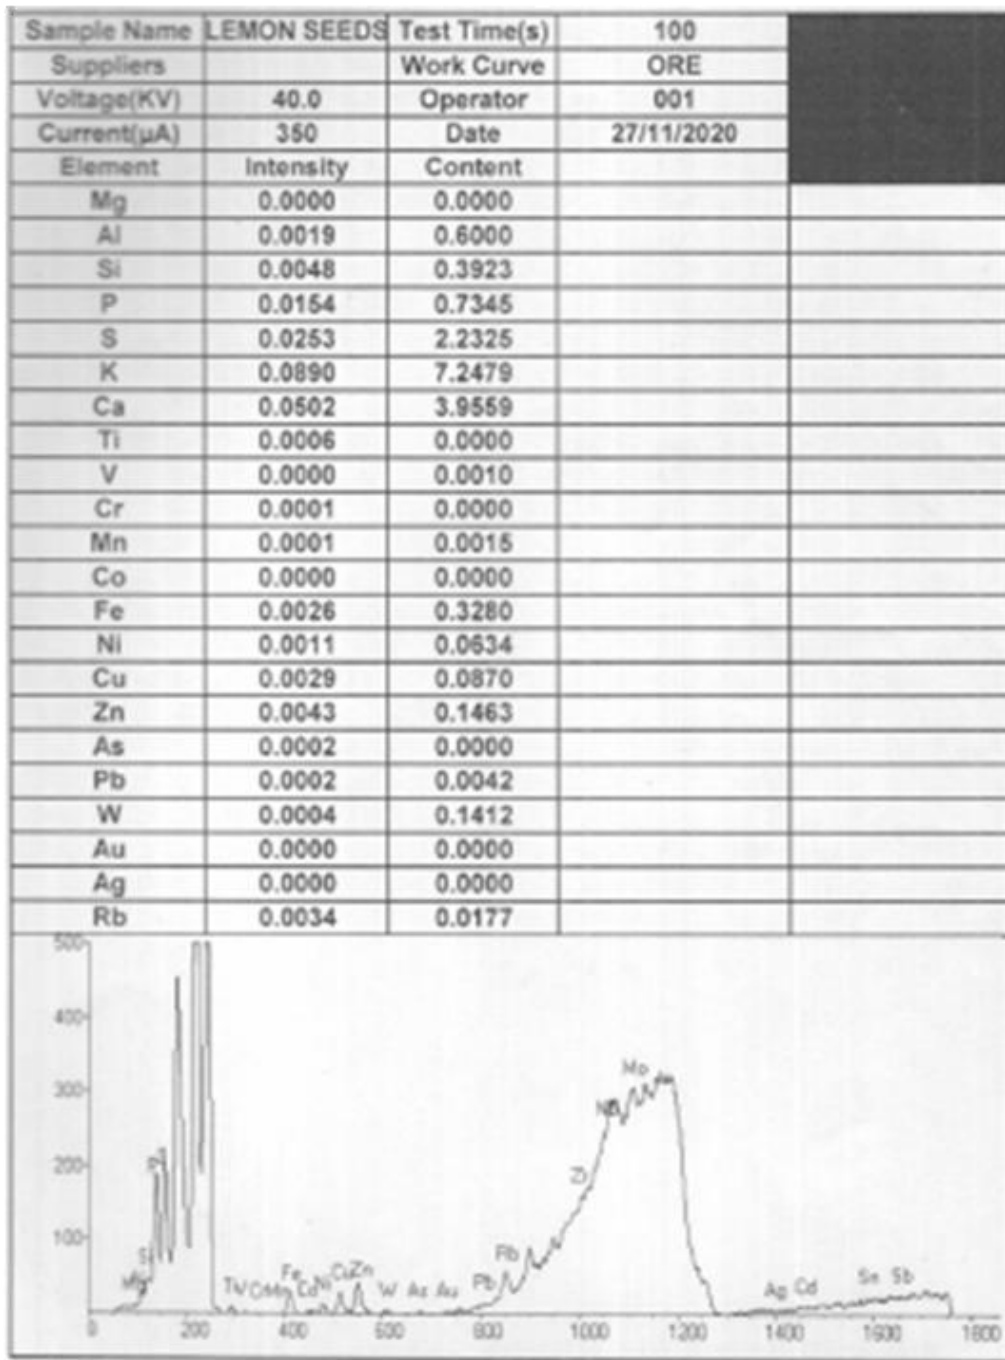 Sample Name LEMON SEEDS Test Time(s) 100
Suppliers Work Curve ORE
Voltage(KV) 40.0 Operator 001
Current(µA) 350 Date 27/11/2020
Element Intensity Content
Mg 0.0000 0.0000
Al 0.0019 0.6000
Si 0.0048 0.3923
P 0.0154 0.7345
S 0.0253 2.2325
K 0.0890 7.2479
Ca 0.0502 3.9559
Ti 0.0006 0.0000
V 0.0000 0.0010
Cr 0.0001 0.0000
Mn 0.0001 0.0015
Co 0.0000 0.0000
Fe 0.0026 0.3280
Ni 0.0011 0.0634
Cu 0.0029 0.0870
Zn 0.0043 0.1463
As 0.0002 0.0000
Pb 0.0002 0.0042
W 0.0004 0.1412
Au 0.0000 0.0000
Ag 0.0000 0.0000
Rb 0.0034 0.0177
500
400
Mo
300
Nb
200
P
100
Fe Zn
W As Au Pb Rb
Ag Cd Sn Sb
0 200 400 600 800 1000 1200 1400 1600 1800